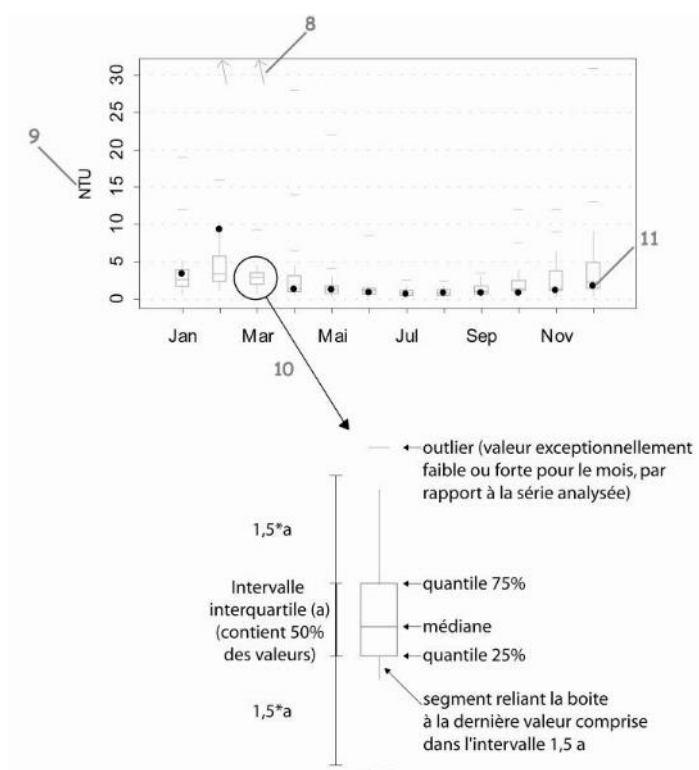 8
30
25
20
15
10
5
0
9
NTU
11
Jan
Mar
Mai
Jul
Sep
Nov
10
outlier (valeur exceptionnellement
faible ou forte pour le mois, par
rapport à la série analysée)
1,5*a
Intervalle
interquartile (a)
(contient 50%
des valeurs)
1,5*a
quantile 75%
médiane
quantile 25%
segment reliant la boite
à la dernière valeur comprise
dans l'intervalle 1,5 a